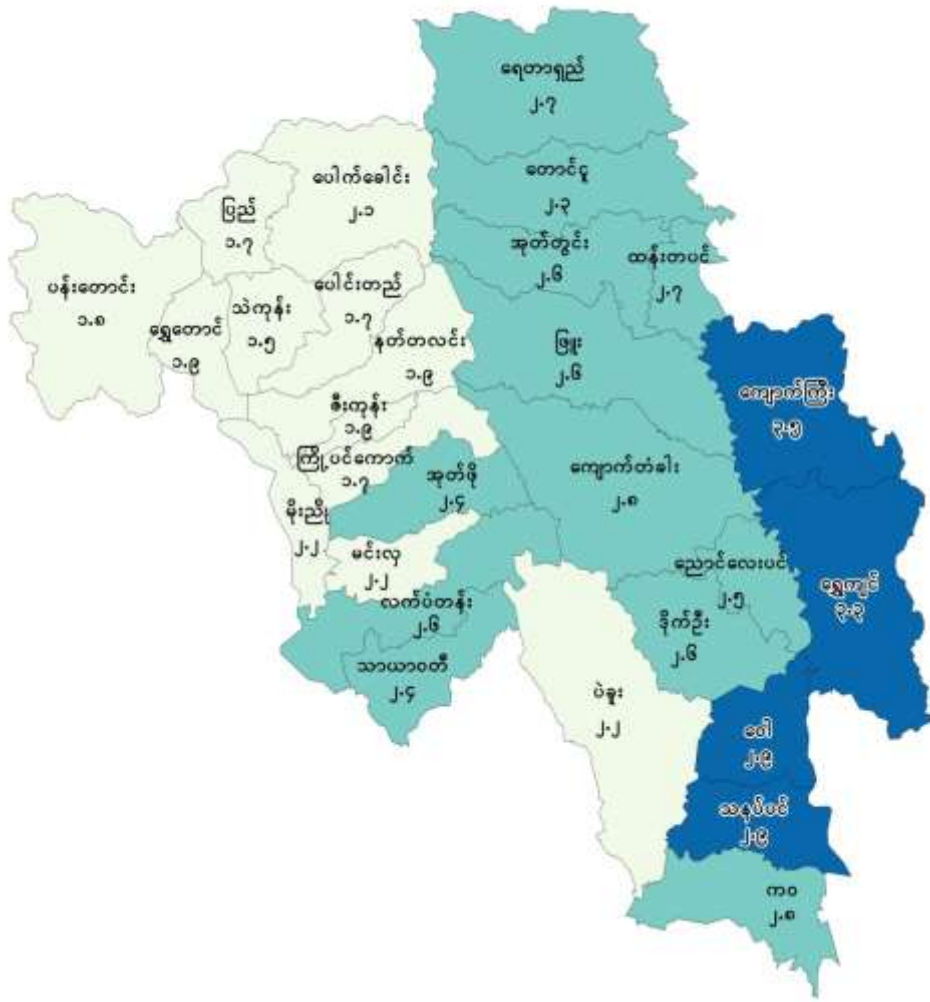 ရေတာရှည်
၂.၇
တောင်ငူ
၂.၃
ပေါက်ခေါင်း
၂.၁
ပြည်
၁.၇
အုတ်တွင်း
၂.၆
ထန်းတပင်
၂.၇
ပန်းတောင်း
၁.၈
ရွှေတောင်
၁.၉
သဲကုန်း
၁.၅
ပေါင်းတည်
၁.၇
နတ်တလင်း
၁.၉
ဖြူး
၂.၆
ကျောက်ကြီး
၃.၅
ဇီးကုန်း
၁.၉
ကြို့ပင်ကောက်
၁.၇
အုတ်ဖို
၂.၄
ကျောက်တံခါး
၂.၈
မိုးညို
၂.၂
မင်းလှ
၂.၂
ညောင်လေးပင်
၂.၅
ရွှေကျင်
၃.၃
လက်ပံတန်း
၂.၆
ဒိုက်ဦး
၂.၆
သာယာဝတီ
၂.၄
ပဲခူး
၂.၂
ဝေါ
၂.၉
သနပ်ပင်
၂.၉
ကဝ
၂.၈